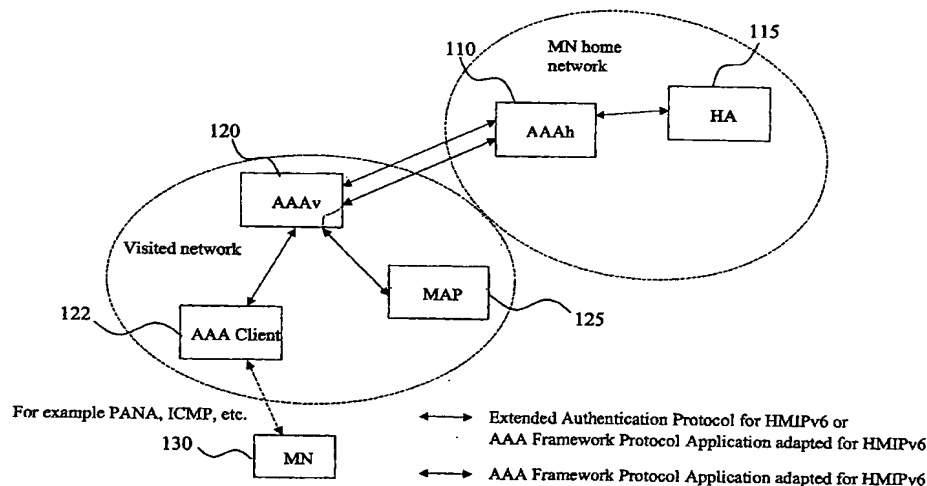 110
MN home
network
115
AAAh
HA
120
AAAv
Visited network
MAP
122
125
AAA Client
For example PANA, ICMP, etc.
130
MN
Extended Authentication Protocol for HMIPv6 or
AAA Framework Protocol Application adapted for HMIPv6
AAA Framework Protocol Application adapted for HMIPv6